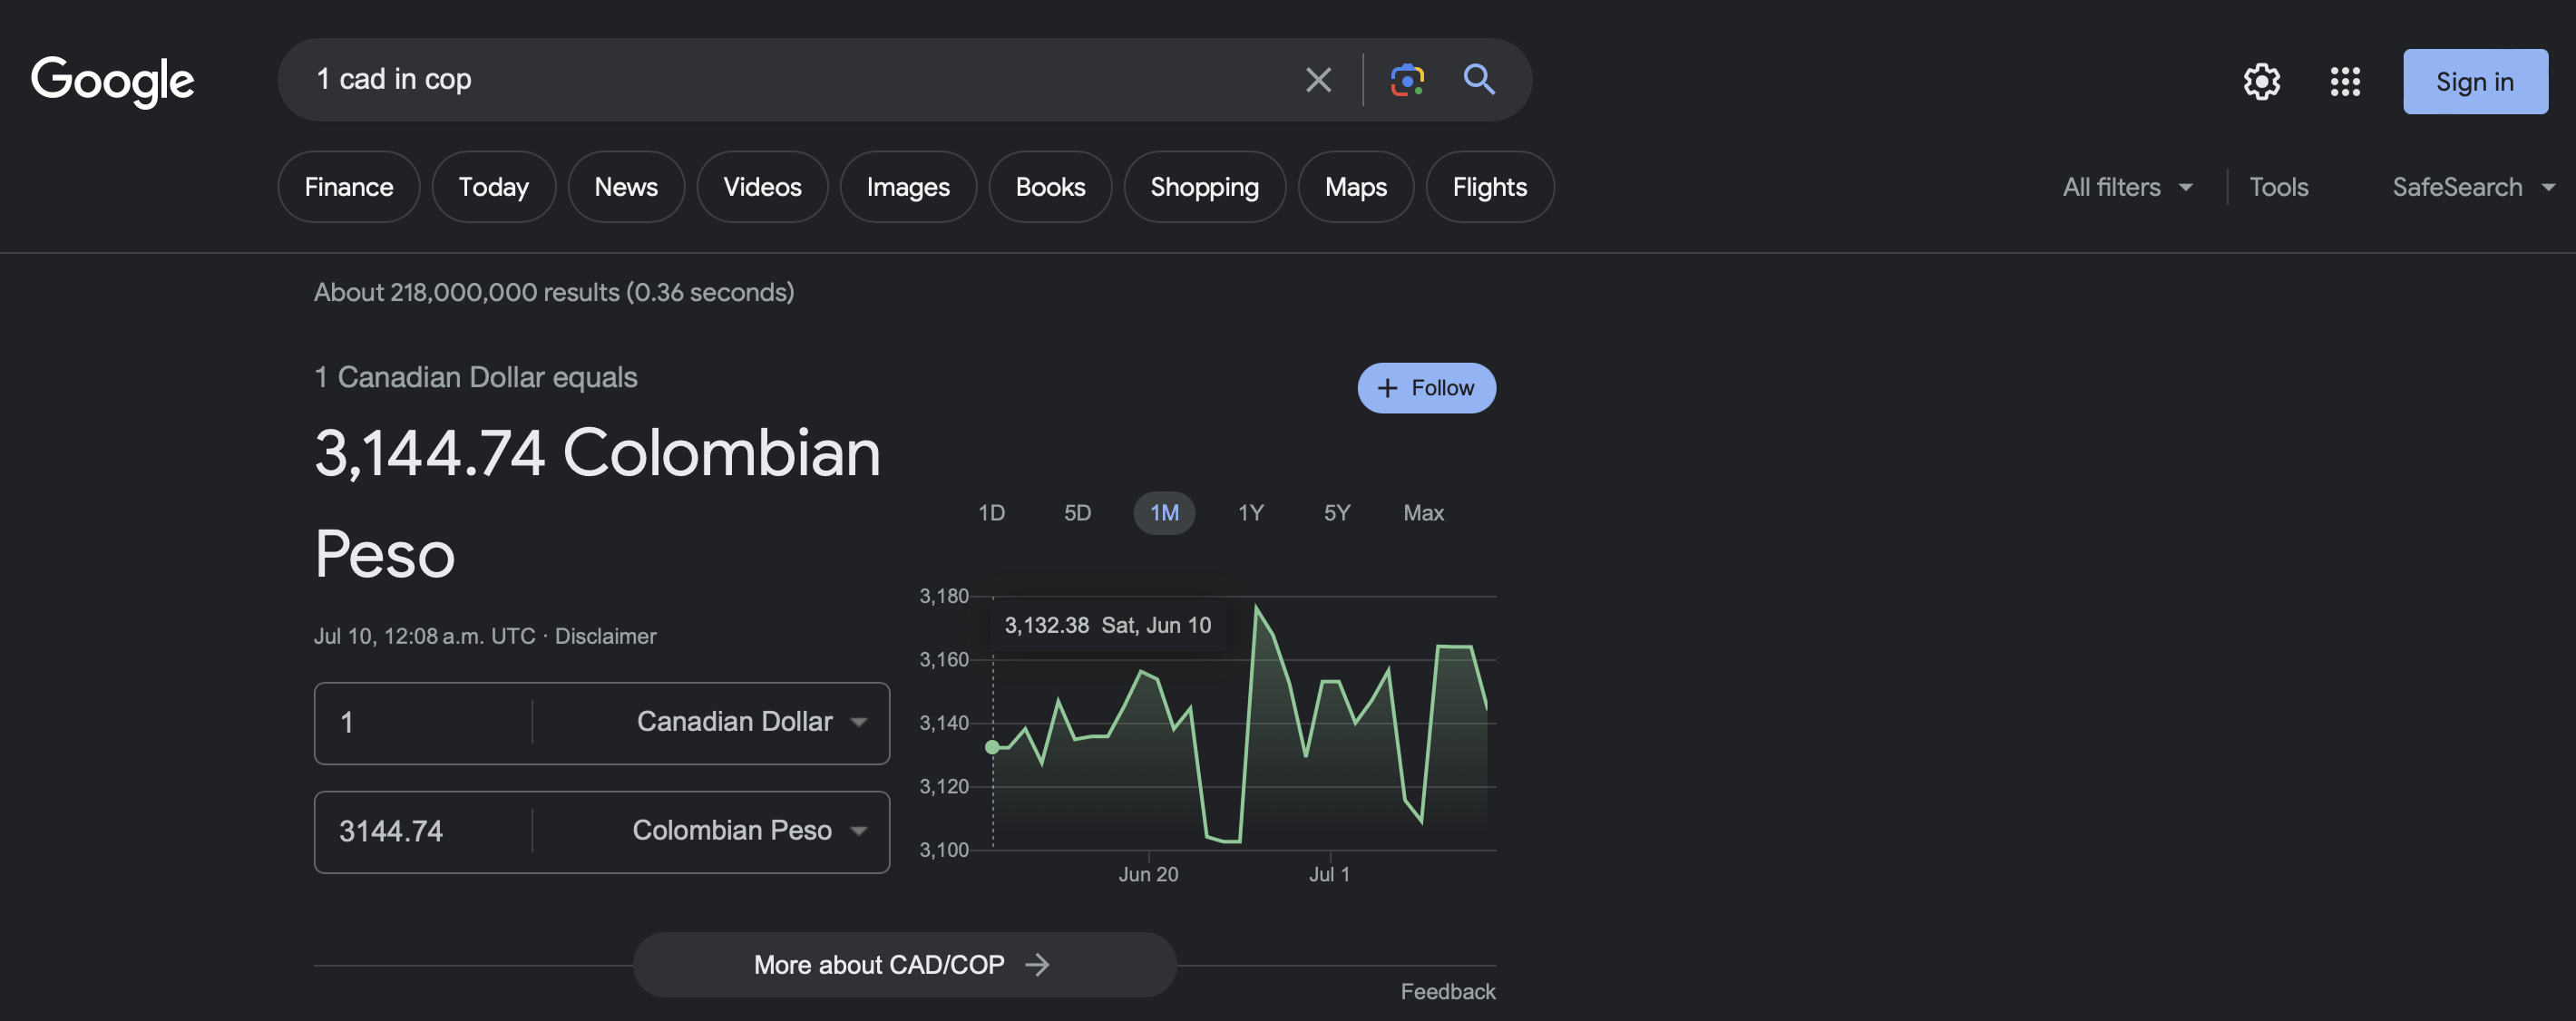 Google
1 cad in cop
Sign in
Finance
Today
News
Videos
Images
Books
Shopping
Maps
Flights
All filters
Tools
SafeSearch
About 218,000,000 results (0.36 seconds)
1 Canadian Dollar equals
Follow
3,144.74 Colombian
Peso
Jul 10, 12:08 a.m. UTC · Disclaimer
1 Canadian Dollar
3144.74 Colombian Peso
1D 5D 1M 1Y 5Y Max
3,180
3,132.38 Sat, Jun 10
3,160
3,140
3,120
3,100
Jun 20 Jul 1
More about CAD/COP
Feedback